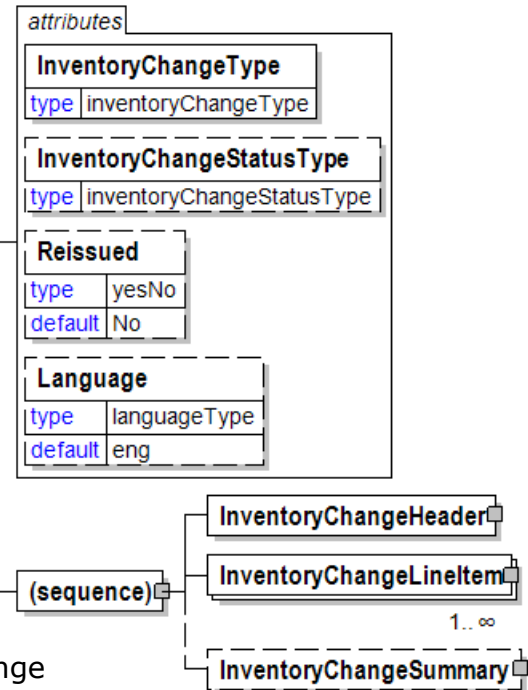 attributes
InventoryChangeType
type inventoryChangeType
InventoryChangeStatusType
type inventoryChangeStatusType
Reissued
type yesNo
default No
Language
type languageType
default eng
InventoryChangeHeader
(sequence)
InventoryChangeLineItem
1.. ∞
nge
InventoryChangeSummary